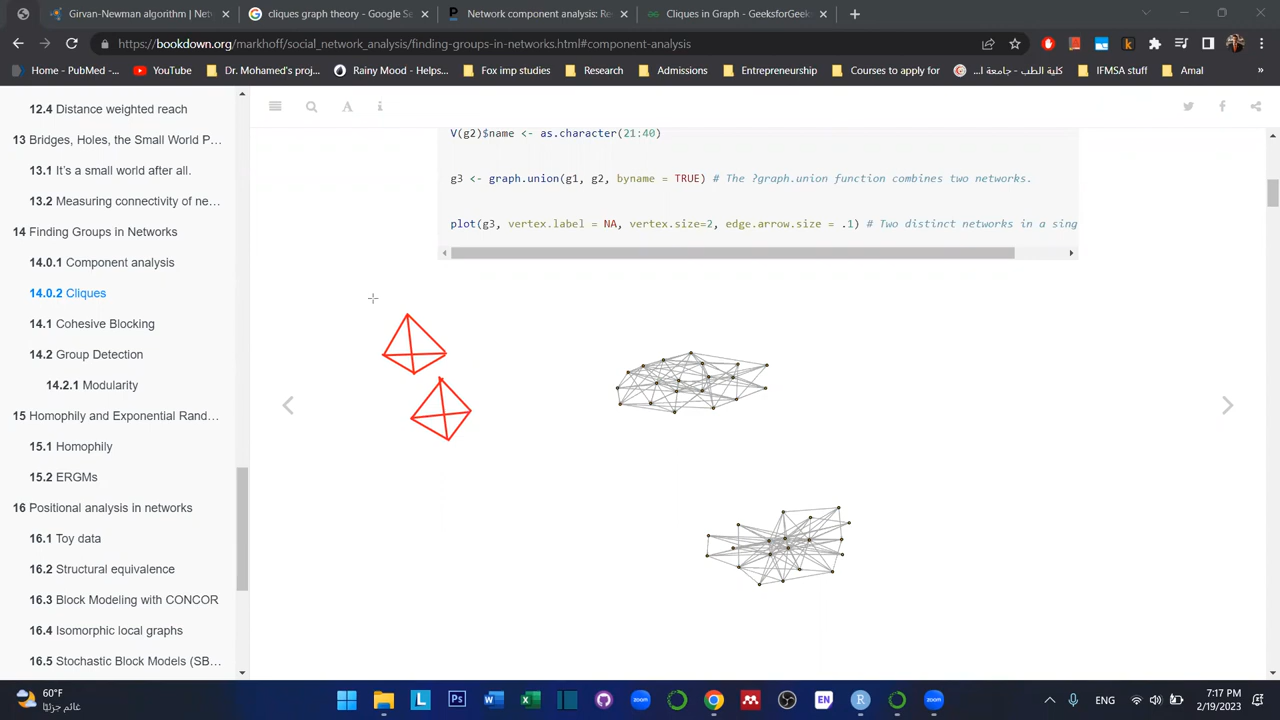 Girvan-Newman algorithm | Net
cliques graph theory - Google Se
Network component analysis: Re
Cliques in Graph - GeeksforGeek
https://bookdown.org/markhoff/social_network_analysis/finding-groups-in-networks.html#component-analysis
Home - PubMed -...
YouTube
Dr. Mohamed's proj...
Rainy Mood - Helps...
Fox imp studies
Research
Admissions
Entrepreneurship
Courses to apply for
كلية الطب - جامعة ا...
IFMSA stuff
Amal
»
12.4 Distance weighted reach
13 Bridges, Holes, the Small World P...
13.1 It's a small world after all.
13.2 Measuring connectivity of ne...
14 Finding Groups in Networks
14.0.1 Component analysis
14.0.2 Cliques
14.1 Cohesive Blocking
14.2 Group Detection
14.2.1 Modularity
15 Homophily and Exponential Rand...
15.1 Homophily
15.2 ERGMs
16 Positional analysis in networks
16.1 Toy data
16.2 Structural equivalence
16.3 Block Modeling with CONCOR
16.4 Isomorphic local graphs
16.5 Stochastic Block Models (SB...
V(g2)$name <- as.character(21:40)
g3 <- graph.union(g1, g2, byname = TRUE) # The ?graph.union function combines two networks.
plot(g3, vertex.label = NA, vertex.size=2, edge.arrow.size = .1) # Two distinct networks in a sing
60°F
غائم جزئيًا
ENG
7:17 PM
2/19/2023